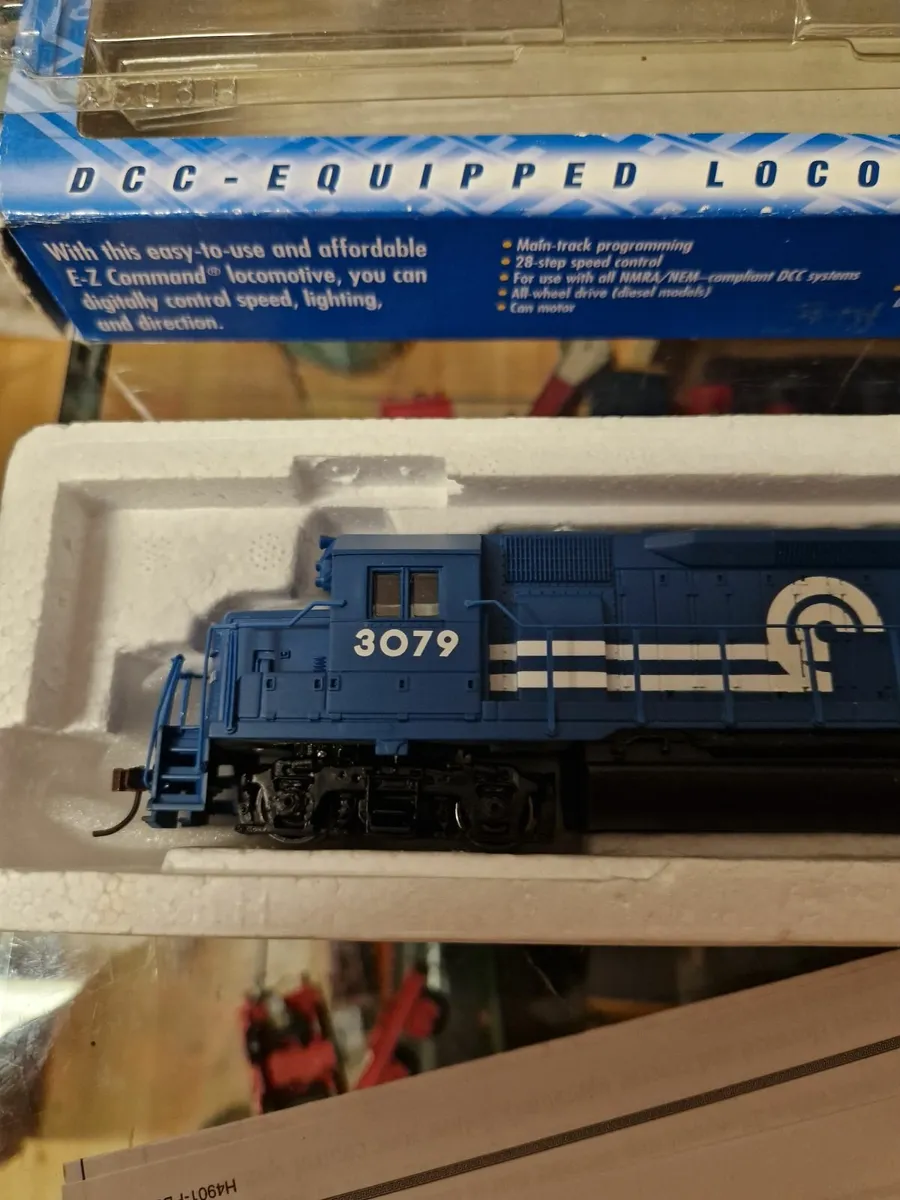 DCC-EQUIPPED LOCO
With this easy-to-use and affordable
E-Z Command® locomotive, you can
digitally control speed, lighting,
and direction.
• Main-track programming
• 28-step speed control
• For use with all NMRA/NEM-compliant DCC systems
• All-wheel drive (diesel models)
• Can motor
3079